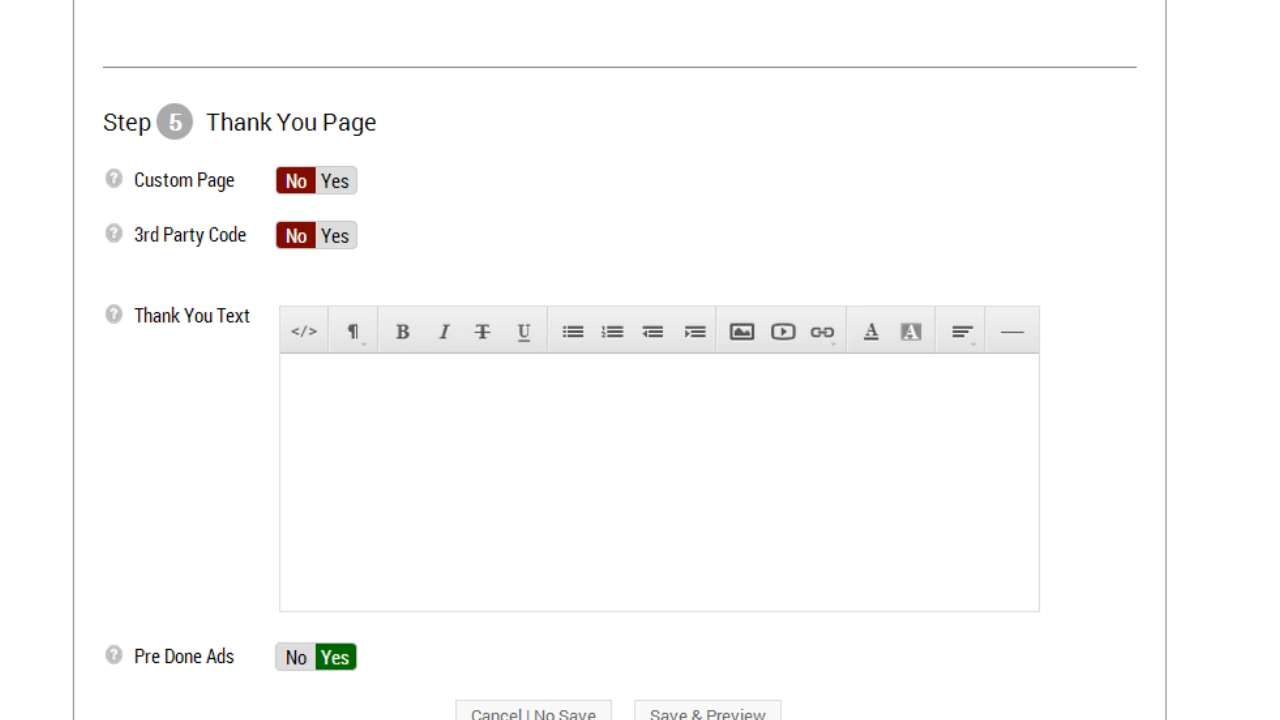 Step 5 Thank You Page
Custom Page No Yes
3rd Party Code No Yes
Thank You Text </> ¶ B I T U A A
Pre Done Ads No Yes
Cancel | No Save Save & Preview